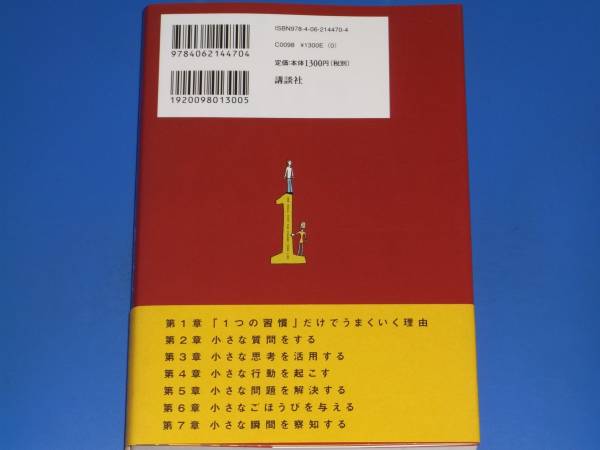 ISBN978-4-06-214470-4
C0098 ¥1300E (0)
定価:本体1300円(税別)
講談社
9784062144704
1920098013005
1
第1章 『1つの習慣』だけでうまくいく理由
第2章 小さな質問をする
第3章 小さな思考を活用する
第4章 小さな行動を起こす
第5章 小さな問題を解決する
第6章 小さなごほうびを与える
第7章 小さな瞬間を察知する